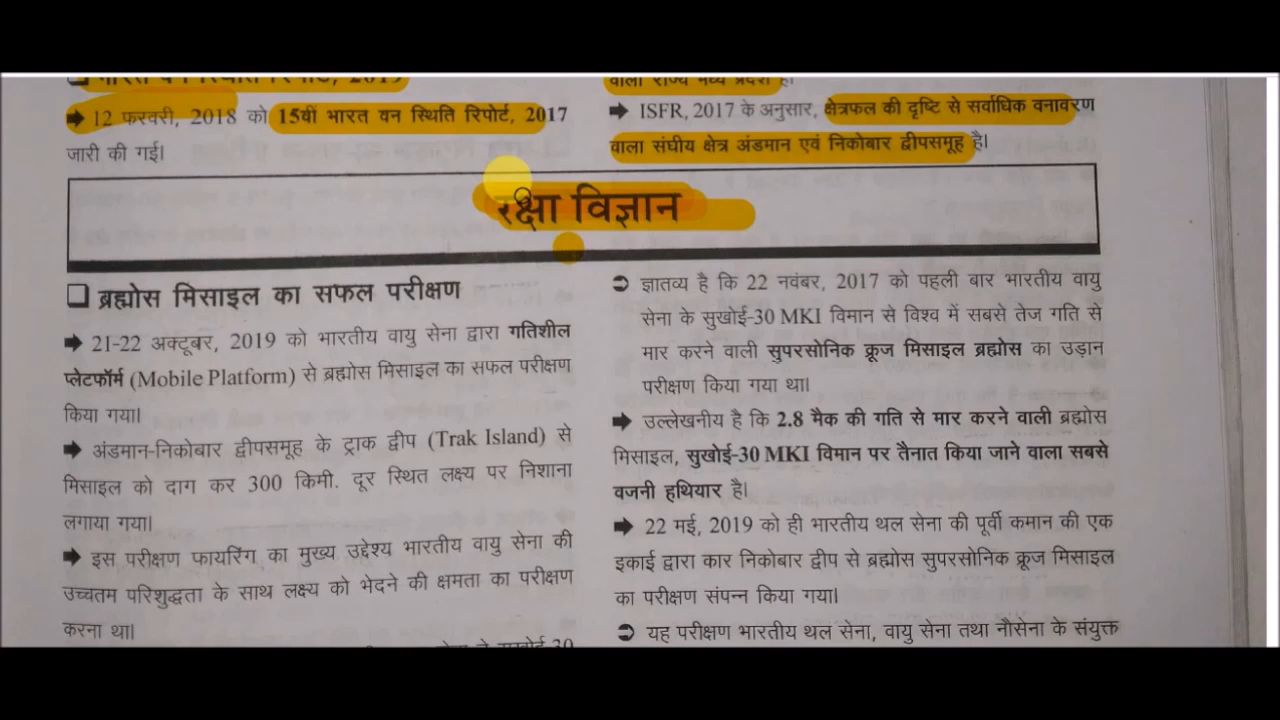 भारत वन स्थिति रिपोर्ट, 2019
➡ 12 फरवरी, 2018 को 15वीं भारत वन स्थिति रिपोर्ट, 2017
जारी की गई।
वाला राज्य मध्य प्रदेश है।
➡ ISFR, 2017 के अनुसार, क्षेत्रफल की दृष्टि से सर्वाधिक वनावरण
वाला संघीय क्षेत्र अंडमान एवं निकोबार द्वीपसमूह है।
रक्षा विज्ञान
❑ ब्रह्मोस मिसाइल का सफल परीक्षण
➡ 21-22 अक्टूबर, 2019 को भारतीय वायु सेना द्वारा गतिशील
प्लेटफॉर्म (Mobile Platform) से ब्रह्मोस मिसाइल का सफल परीक्षण
किया गया।
➡ अंडमान-निकोबार द्वीपसमूह के ट्राक द्वीप (Trak Island) से
मिसाइल को दाग कर 300 किमी. दूर स्थित लक्ष्य पर निशाना
लगाया गया।
➡ इस परीक्षण फायरिंग का मुख्य उद्देश्य भारतीय वायु सेना की
उच्चतम परिशुद्धता के साथ लक्ष्य को भेदने की क्षमता का परीक्षण
करना था।
➲ ज्ञातव्य है कि 22 नवंबर, 2017 को पहली बार भारतीय वायु
सेना के सुखोई-30 MKI विमान से विश्व में सबसे तेज गति से
मार करने वाली सुपरसोनिक क्रूज मिसाइल ब्रह्मोस का उड़ान
परीक्षण किया गया था।
➡ उल्लेखनीय है कि 2.8 मैक की गति से मार करने वाली ब्रह्मोस
मिसाइल, सुखोई-30 MKI विमान पर तैनात किया जाने वाला सबसे
वजनी हथियार है।
➡ 22 मई, 2019 को ही भारतीय थल सेना की पूर्वी कमान की एक
इकाई द्वारा कार निकोबार द्वीप से ब्रह्मोस सुपरसोनिक क्रूज मिसाइल
का परीक्षण संपन्न किया गया।
➲ यह परीक्षण भारतीय थल सेना, वायु सेना तथा नौसेना के संयुक्त